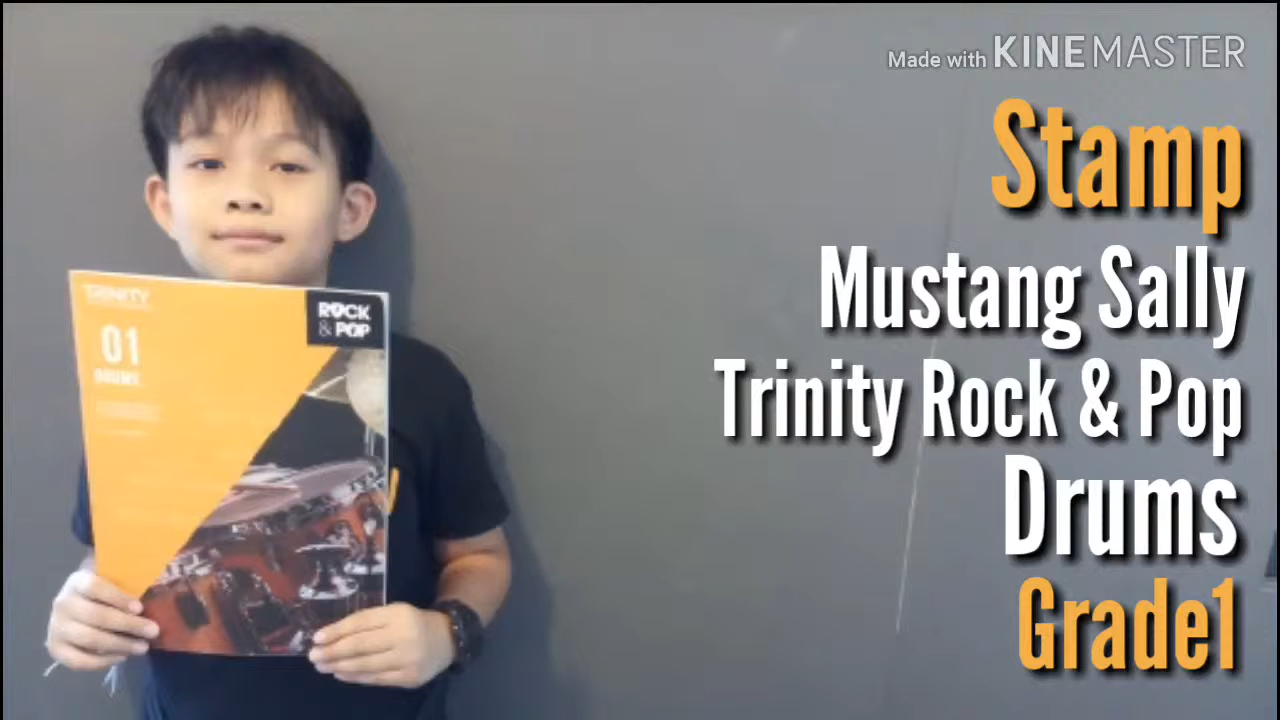 Made with KINEMASTER
Stamp
Mustang Sally
Trinity Rock & Pop
Drums
Grade1
TRINITY
ROCK
& POP
01
DRUMS